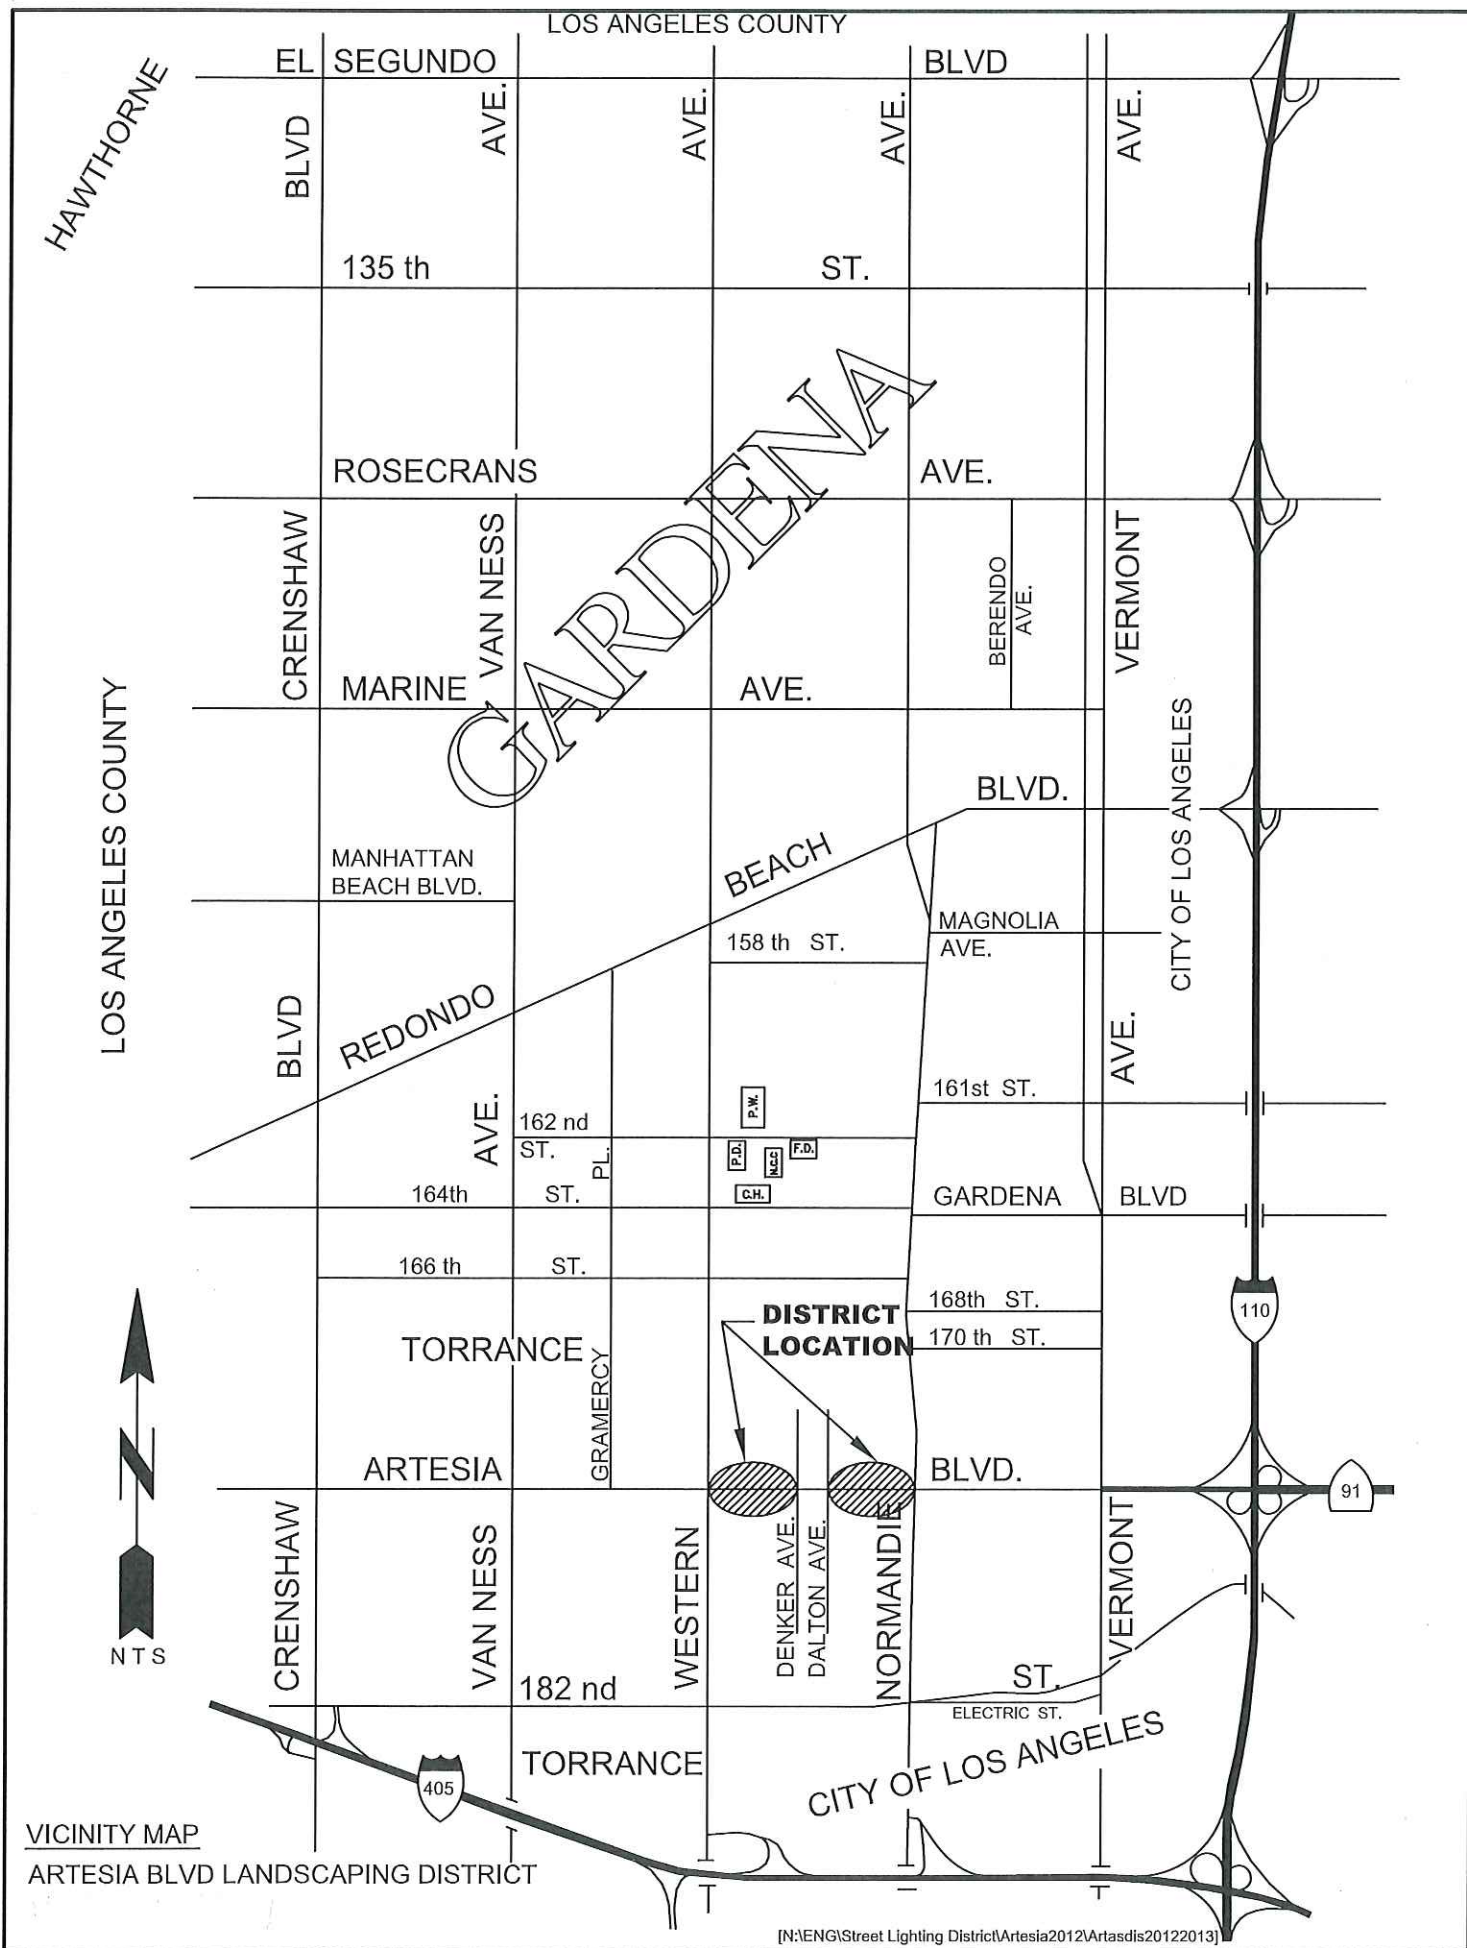 LOS ANGELES COUNTY
EL SEGUNDO BLVD
HAWTHORNE
BLVD
AVE.
AVE.
AVE.
AVE.
135 th ST.
GARDENA
ROSECRANS AVE.
CRENSHAW
VAN NESS
BERENDO
AVE.
VERMONT
MARINE AVE.
LOS ANGELES COUNTY
CITY OF LOS ANGELES
REDONDO BEACH BLVD.
MANHATTAN
BEACH BLVD.
MAGNOLIA
AVE.
158 th ST.
BLVD
AVE.
AVE.
161st ST.
162 nd
ST.
P.W.
P.D.
N.C.C
F.D.
C.H.
PL.
164th ST.
GARDENA BLVD
166 th ST.
168th ST.
110
DISTRICT
LOCATION
170 th ST.
TORRANCE
GRAMERCY
ARTESIA BLVD.
91
N
NTS
CRENSHAW
VAN NESS
WESTERN
DENKER AVE.
DALTON AVE.
NORMANDIE
VERMONT
182 nd ST.
ELECTRIC ST.
TORRANCE
CITY OF LOS ANGELES
405
VICINITY MAP
ARTESIA BLVD LANDSCAPING DISTRICT
[N:\ENG\Street Lighting District\Artesia2012\Artasdis20122013]